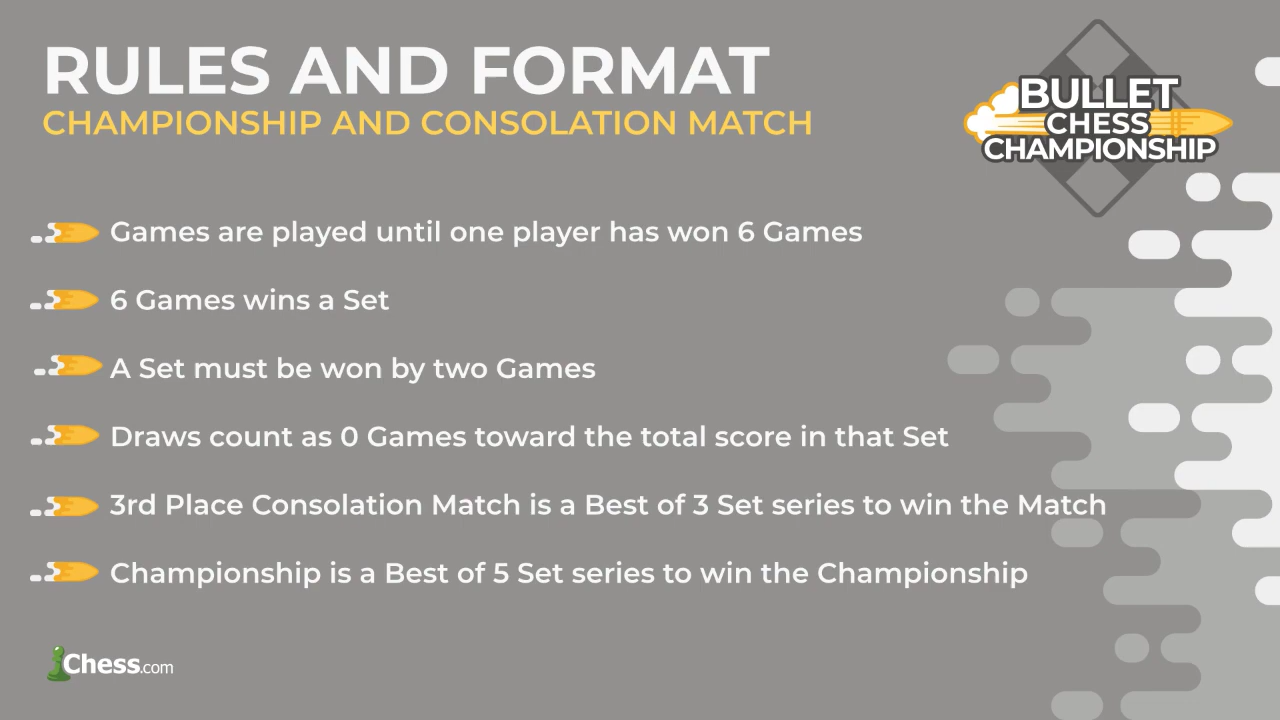 RULES AND FORMAT
CHAMPIONSHIP AND CONSOLATION MATCH
BULLET
CHESS
CHAMPIONSHIP
Games are played until one player has won 6 Games
6 Games wins a Set
A Set must be won by two Games
Draws count as 0 Games toward the total score in that Set
3rd Place Consolation Match is a Best of 3 Set series to win the Match
Championship is a Best of 5 Set series to win the Championship
Chess.com